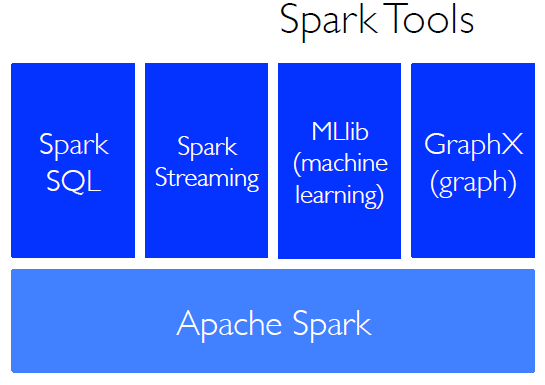 Spark Tools
Spark
SQL
Spark
Streaming
MLlib
(machine
learning)
GraphX
(graph)
Apache Spark